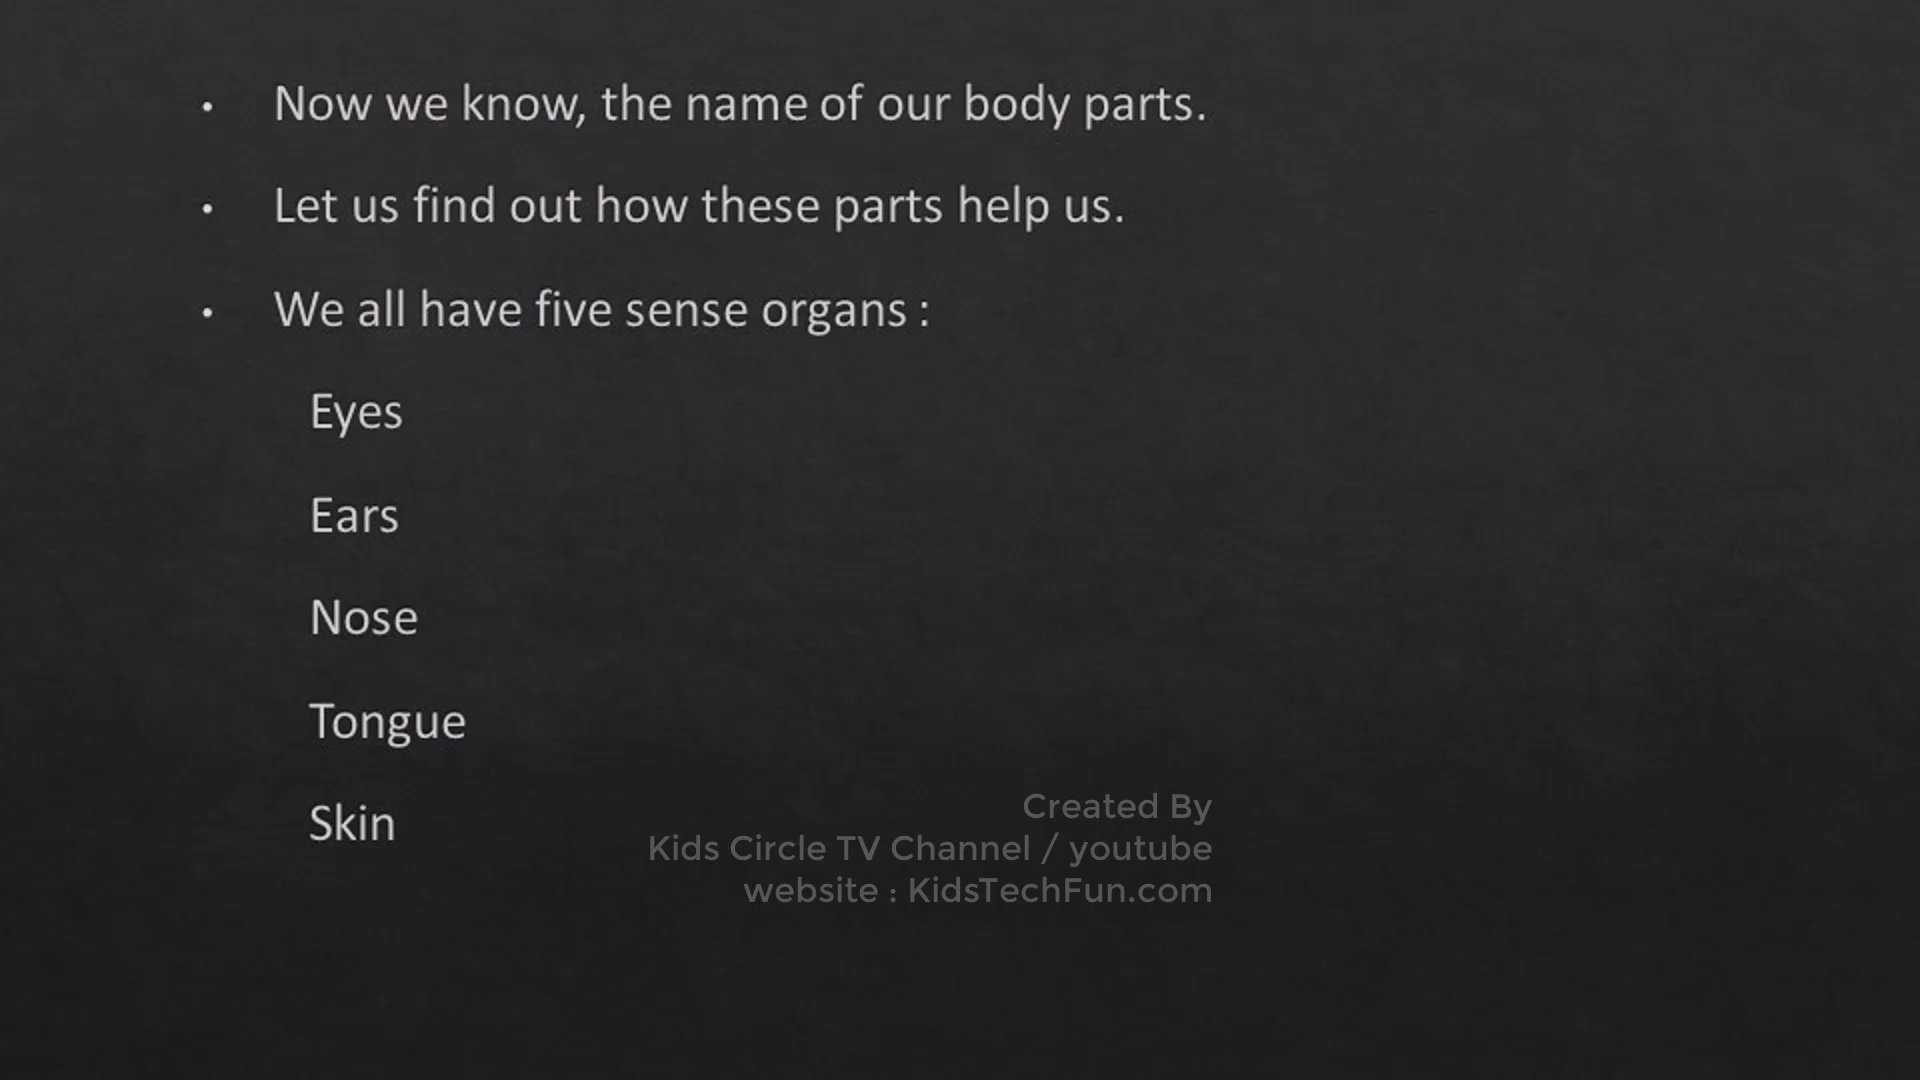 • Now we know, the name of our body parts.
• Let us find out how these parts help us.
• We all have five sense organs :
Eyes
Ears
Nose
Tongue
Skin
Created By
Kids Circle TV Channel / youtube
website : KidsTechFun.com